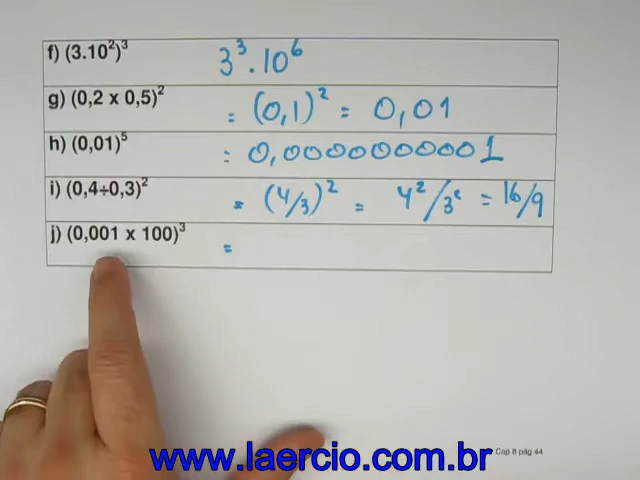 f) (3.10²)³ 3³.10⁶
g) (0,2 x 0,5)² = (0,1)² = 0,01
h) (0,01)⁵ = 0,0000000001
i) (0,4÷0,3)² = (4/3)² = 4²/3² = 16/9
j) (0,001 x 100)³ =
www.laercio.com.br
Cap 8 pág 44